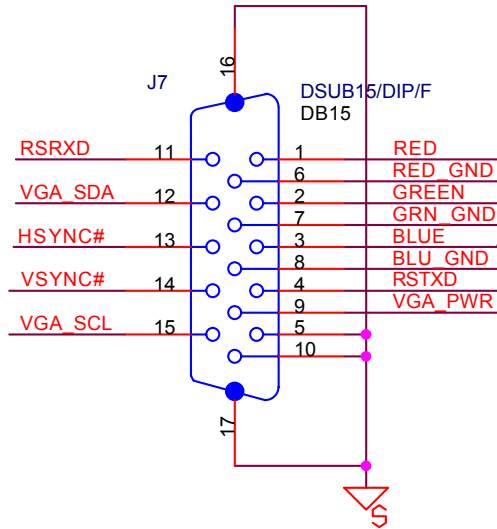 16
J7
DSUB15/DIP/F
DB15
RSRXD 11 1 RED
6 RED_GND
VGA_SDA 12 2 GREEN
7 GRN_GND
HSYNC# 13 3 BLUE
8 BLU_GND
VSYNC# 14 4 RSTXD
9 VGA_PWR
VGA_SCL 15 5
10
17
S